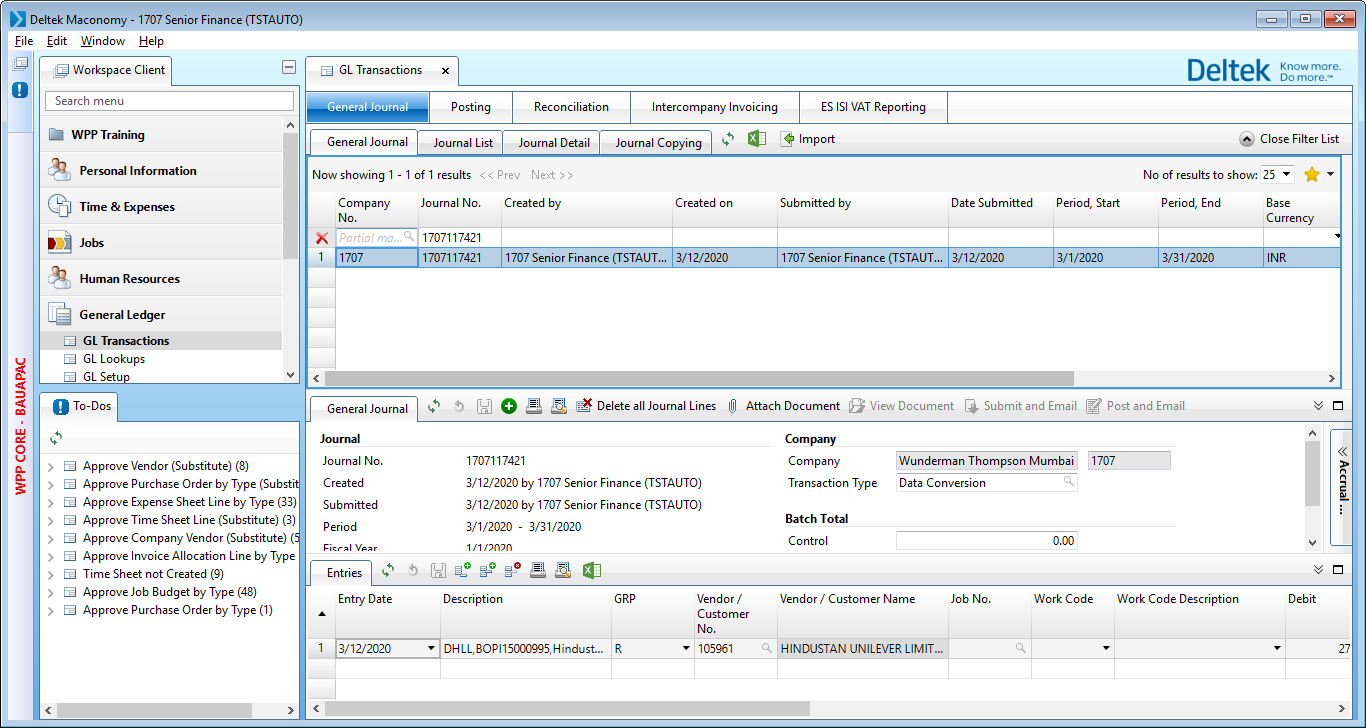 Deltek Maconomy - 1707 Senior Finance (TSTAUTO)
File Edit Window Help
Workspace Client
Search menu
WPP Training
Personal Information
Time & Expenses
Jobs
Human Resources
General Ledger
GL Transactions
GL Lookups
GL Setup
WPP CORE - BAUAPAC
To-Dos
Approve Vendor (Substitute) (8)
Approve Purchase Order by Type (Substit
Approve Expense Sheet Line by Type (33)
Approve Time Sheet Line (Substitute) (3)
Approve Company Vendor (Substitute) (5
Approve Invoice Allocation Line by Type
Time Sheet not Created (9)
Approve Job Budget by Type (48)
Approve Purchase Order by Type (1)
GL Transactions
Deltek Know more.
Do more.™
General Journal Posting Reconciliation Intercompany Invoicing ES ISI VAT Reporting
General Journal Journal List Journal Detail Journal Copying Import Close Filter List
Now showing 1 - 1 of 1 results << Prev Next >> No of results to show: 25
Company No. Journal No. Created by Created on Submitted by Date Submitted Period, Start Period, End Base Currency
Partial ma... 1707117421
1 1707 1707117421 1707 Senior Finance (TSTAUT... 3/12/2020 1707 Senior Finance (TSTAUT... 3/12/2020 3/1/2020 3/31/2020 INR
General Journal Delete all Journal Lines Attach Document View Document Submit and Email Post and Email
Journal Company
Journal No. 1707117421 Company Wunderman Thompson Mumbai 1707
Created 3/12/2020 by 1707 Senior Finance (TSTAUTO) Transaction Type Data Conversion
Submitted 3/12/2020 by 1707 Senior Finance (TSTAUTO)
Period 3/1/2020 - 3/31/2020 Batch Total
Fiscal Year 1/1/2020 Control 0.00
<< Accrual ...
Entries
Entry Date Description GRP Vendor / Customer No. Vendor / Customer Name Job No. Work Code Work Code Description Debit
1 3/12/2020 DHLL,BOPI15000995,Hindust... R 105961 HINDUSTAN UNILEVER LIMIT... 27